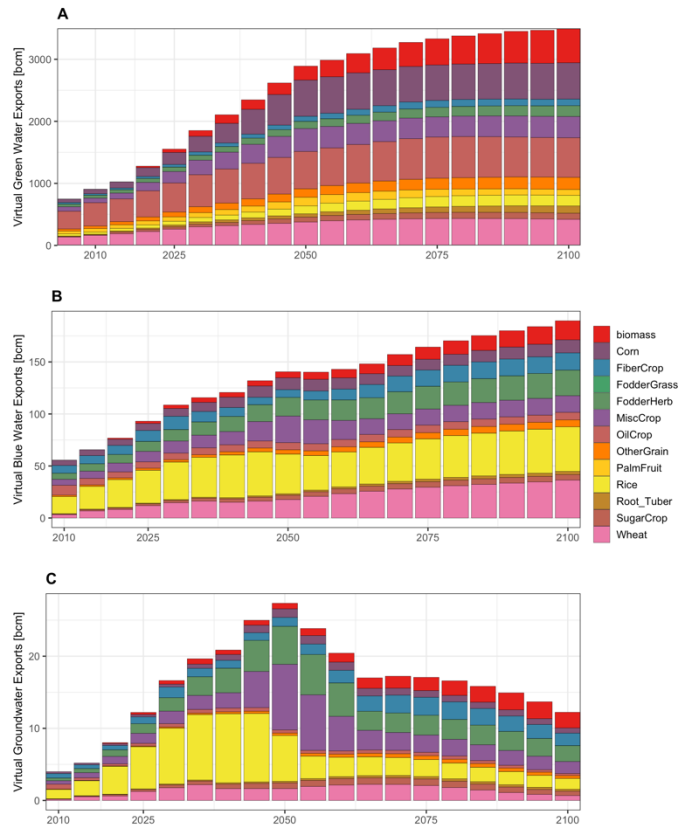 A
Virtual Green Water Exports [bcm]
3000
2000
1000
0
2010
2025
2050
2075
2100
B
Virtual Blue Water Exports [bcm]
150
100
50
0
2010
2025
2050
2075
2100
biomass
Corn
FiberCrop
FodderGrass
FodderHerb
MiscCrop
OilCrop
OtherGrain
PalmFruit
Rice
Root_Tuber
SugarCrop
Wheat
C
Virtual Groundwater Exports [bcm]
20
10
0
2010
2025
2050
2075
2100